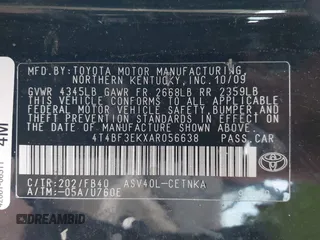 MFD.BY:TOYOTA MOTOR MANUFACTURING,
NORTHERN KENTUCKY,INC.10/09
GVWR 4345LB GAWR FR 2668LB RR 2359LB
THIS VEHICLE CONFORMS TO ALL APPLICABLE
FEDERAL MOTOR VEHICLE SAFETY, BUMPER,
AND THEFT PREVENTION STANDARDS IN EFFECT
ON THE DATE OF MANUFACTURE SHOWN ABOVE.
4T4BF3EKXAR056638 PASS.CAR
C/TR:202/FB40 ASV40L-CETNKA
A/TM:-05A/U760E
TOYOTA
4M